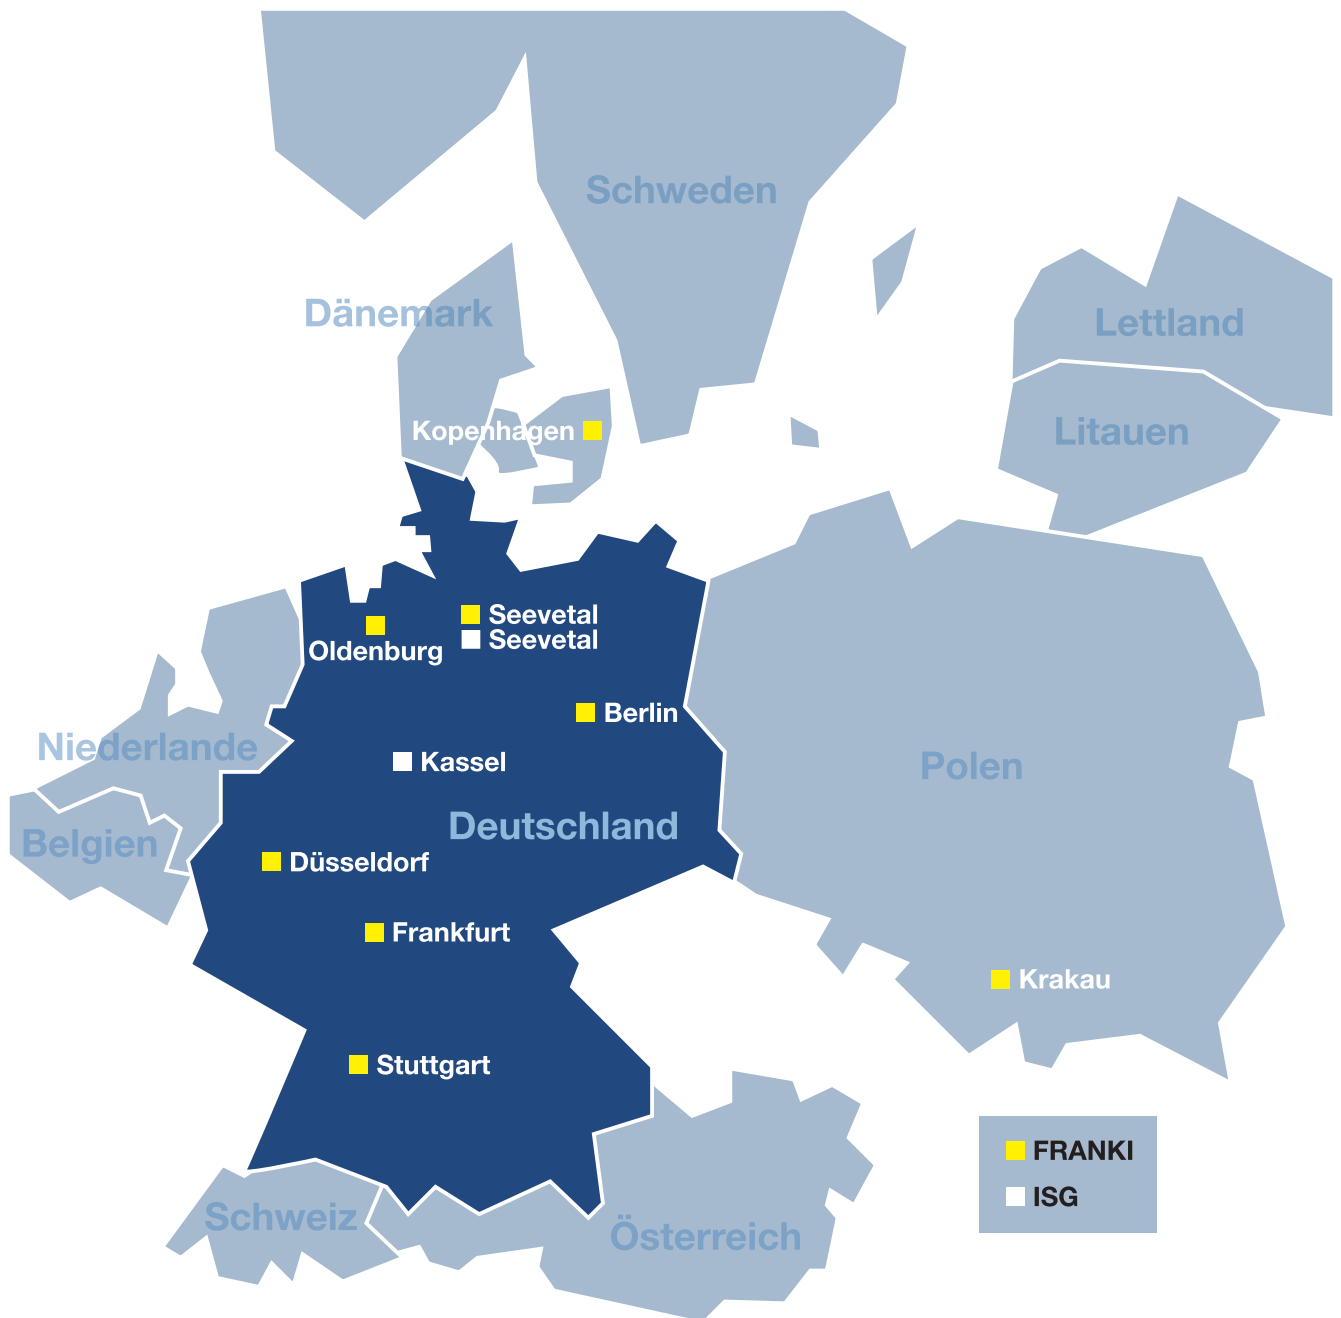 Schweden
Dänemark
Lettland
Litauen
Kopenhagen
Seevetal
Seevetal
Oldenburg
Berlin
Niederlande
Kassel
Polen
Deutschland
Belgien
Düsseldorf
Frankfurt
Krakau
Stuttgart
FRANKI
ISG
Schweiz
Österreich